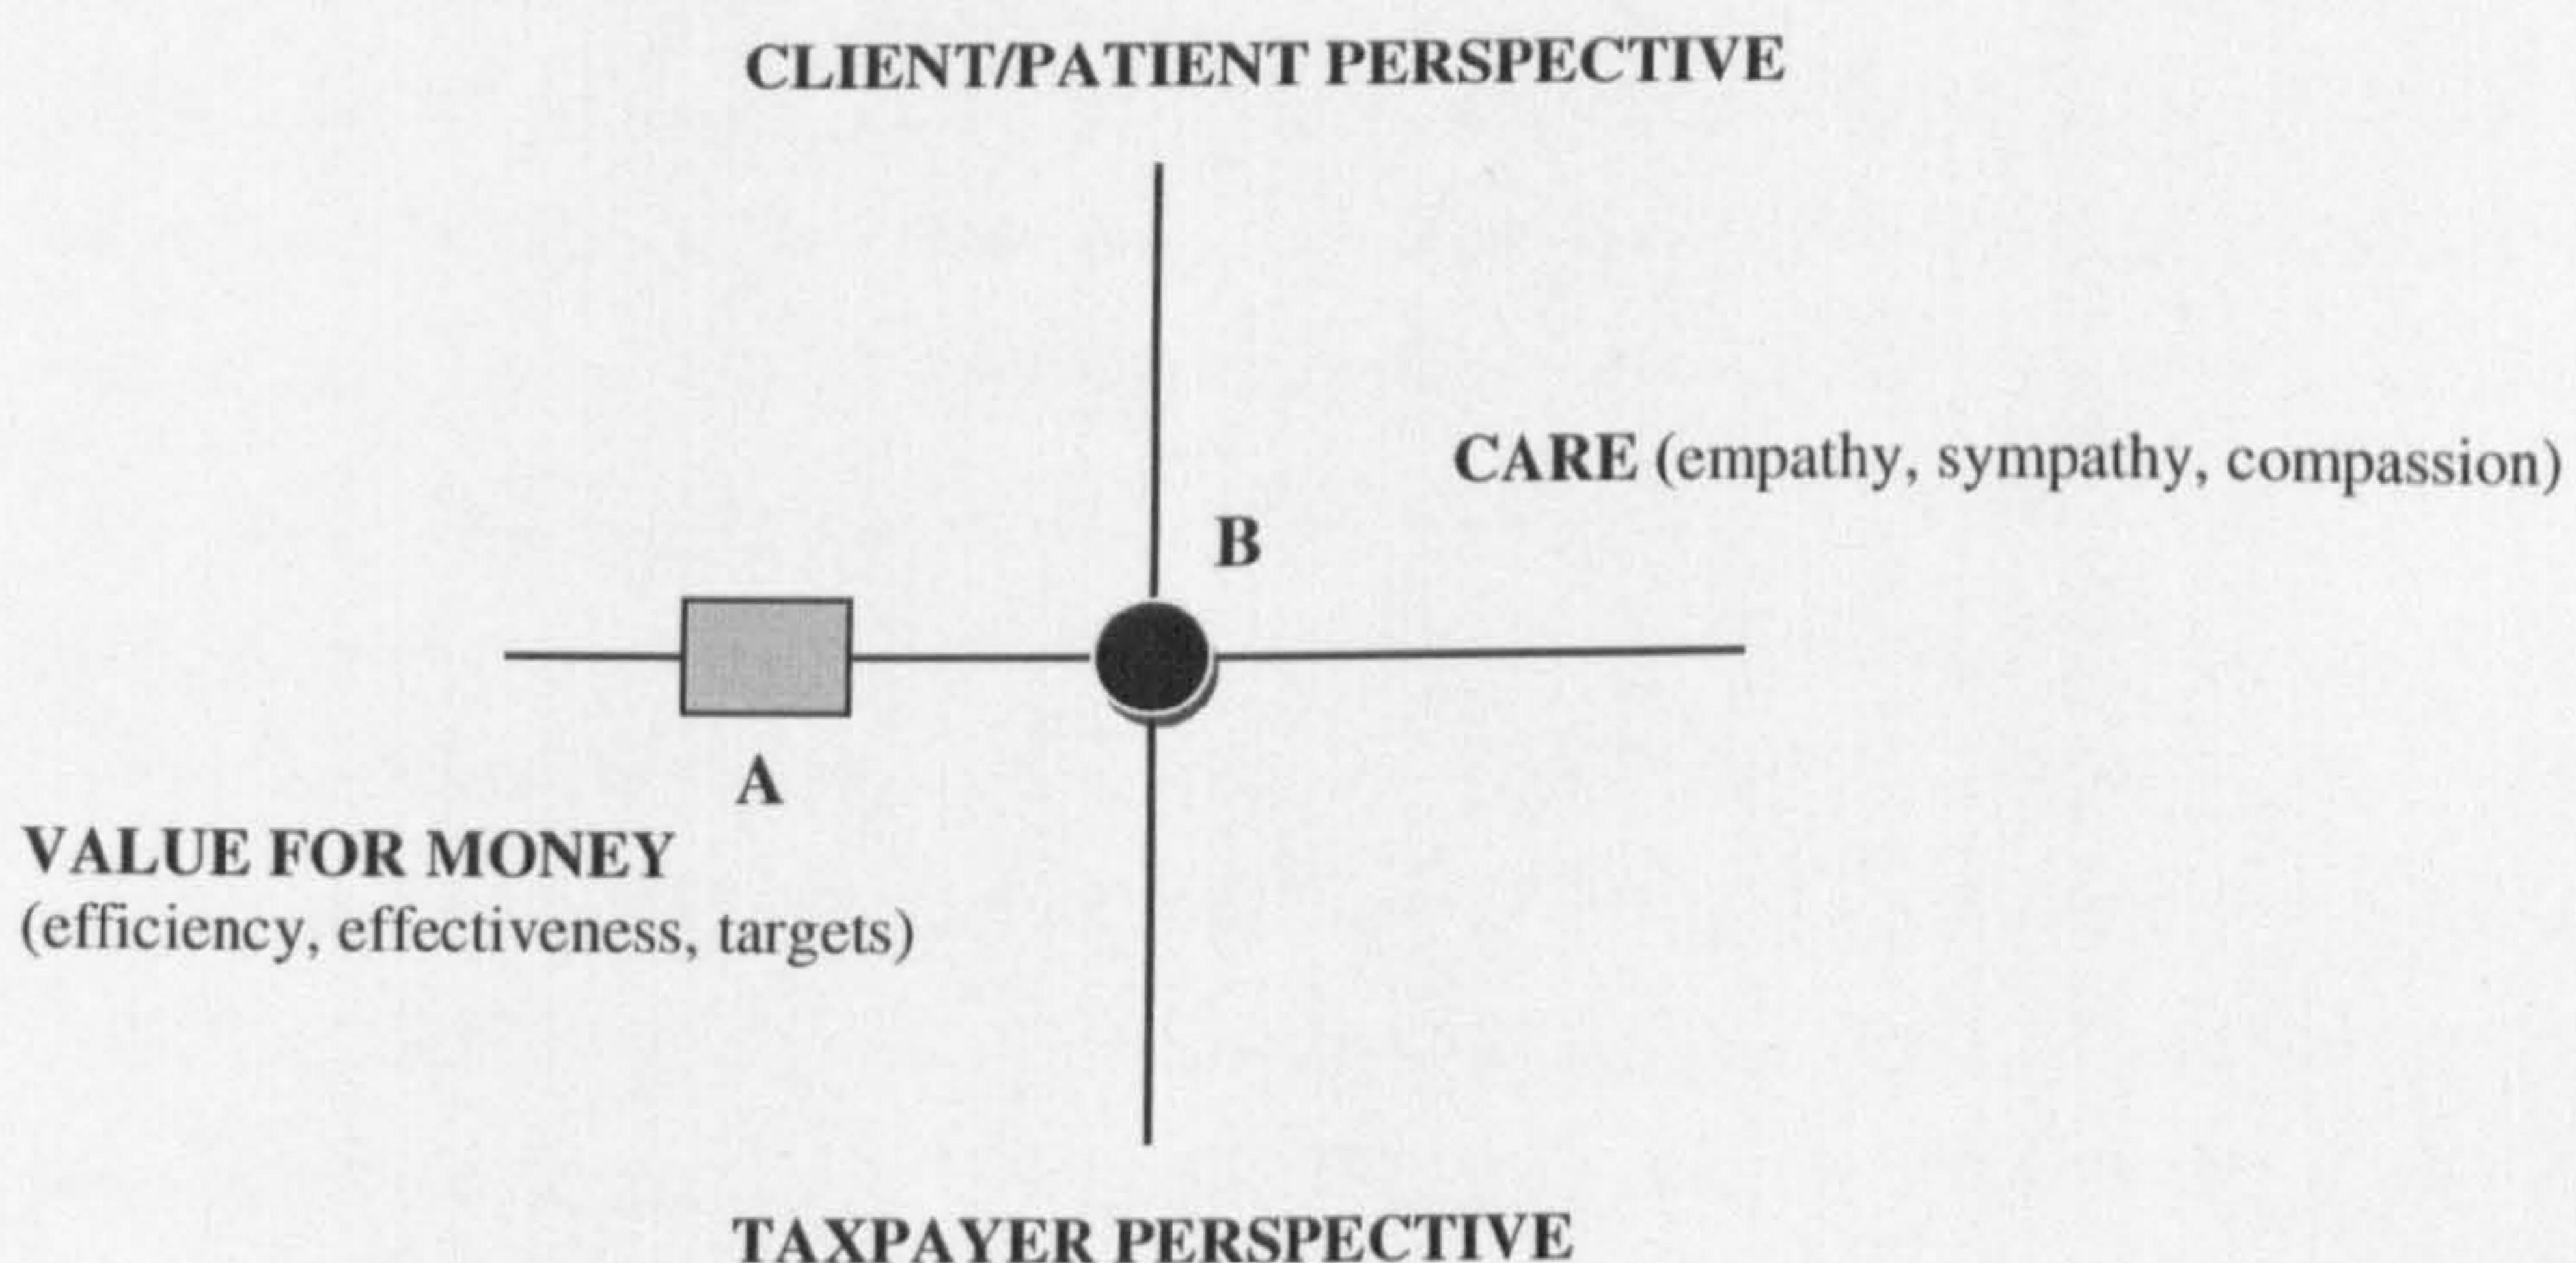 CLIENT/PATIENT PERSPECTIVE
CARE (empathy, sympathy, compassion)
B
A
VALUE FOR MONEY
(efficiency, effectiveness, targets)
TAXPAYER PERSPECTIVE